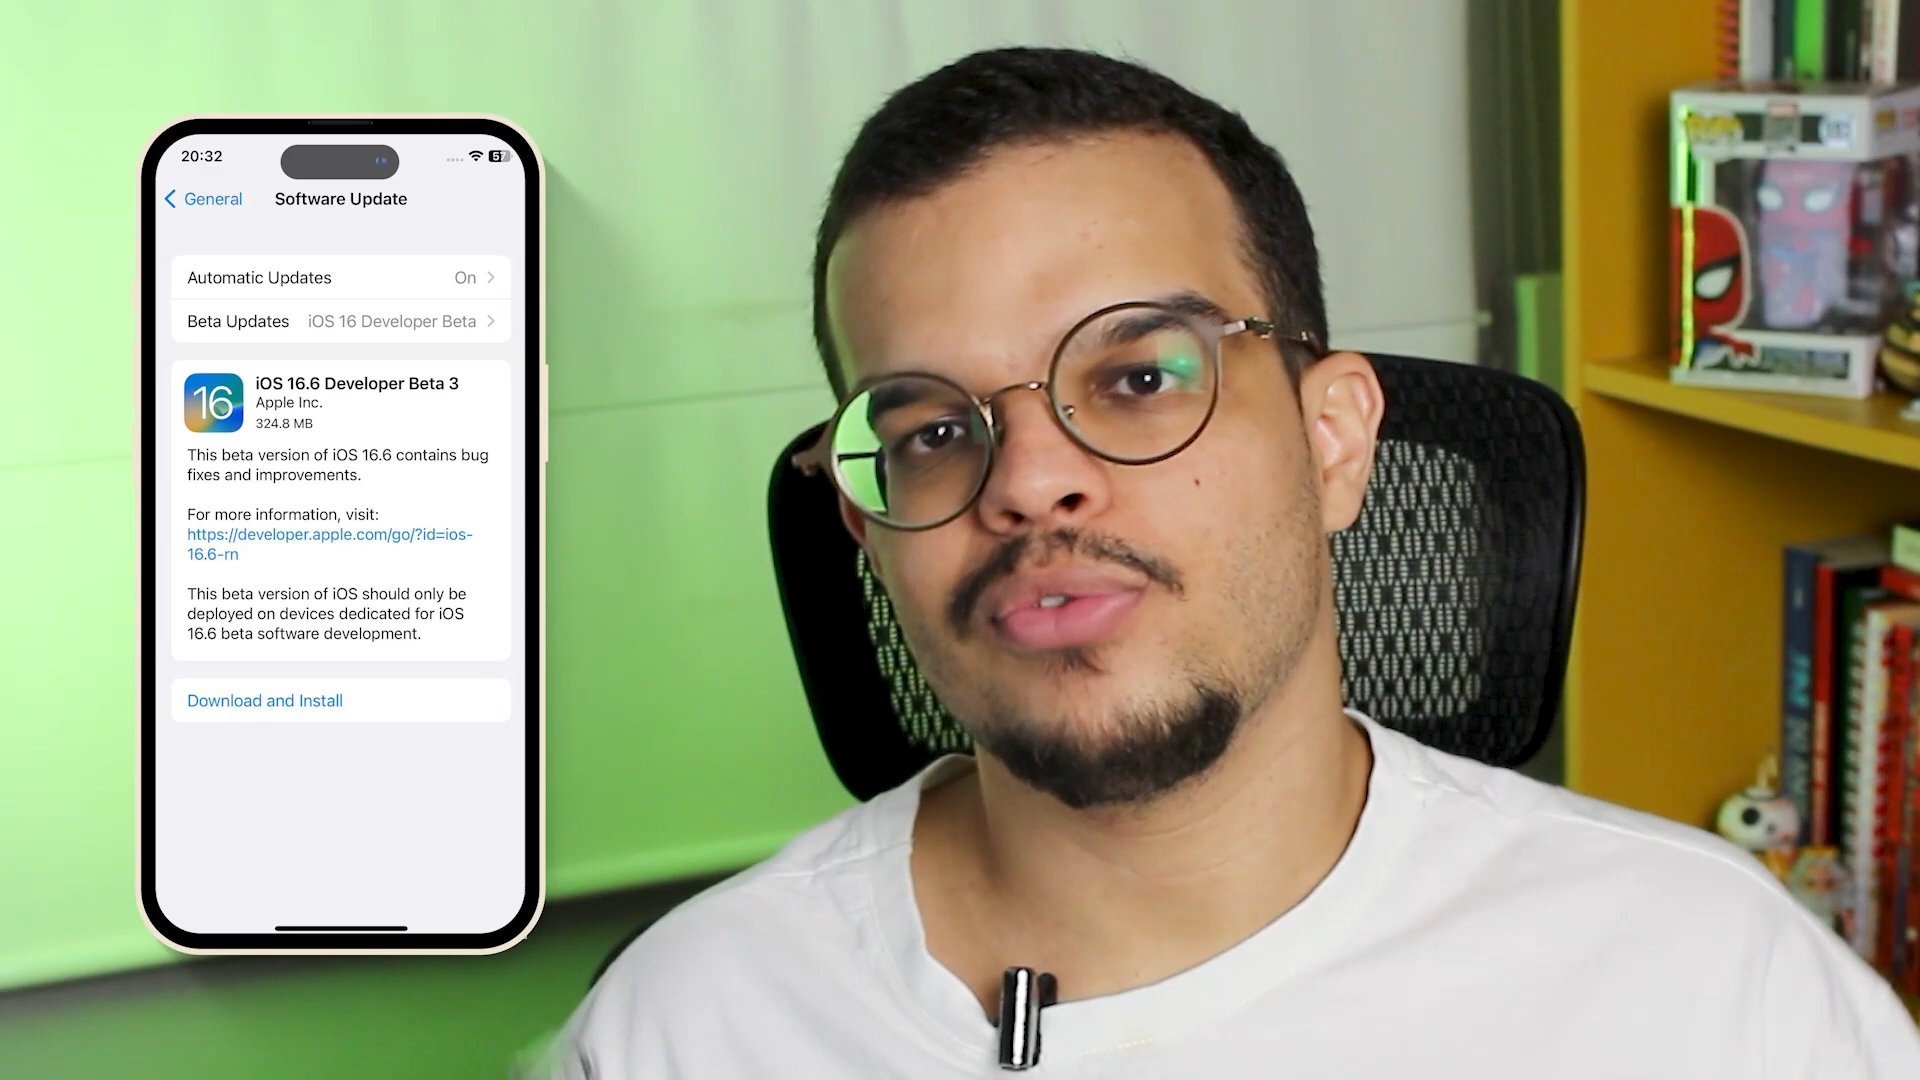 20:32
57
General
Software Update
Automatic Updates
On
Beta Updates
iOS 16 Developer Beta
16
iOS 16.6 Developer Beta 3
Apple Inc.
324.8 MB
This beta version of iOS 16.6 contains bug
fixes and improvements.
For more information, visit:
https://developer.apple.com/go/?id=ios-
16.6-rn
This beta version of iOS should only be
deployed on devices dedicated for iOS
16.6 beta software development.
Download and Install